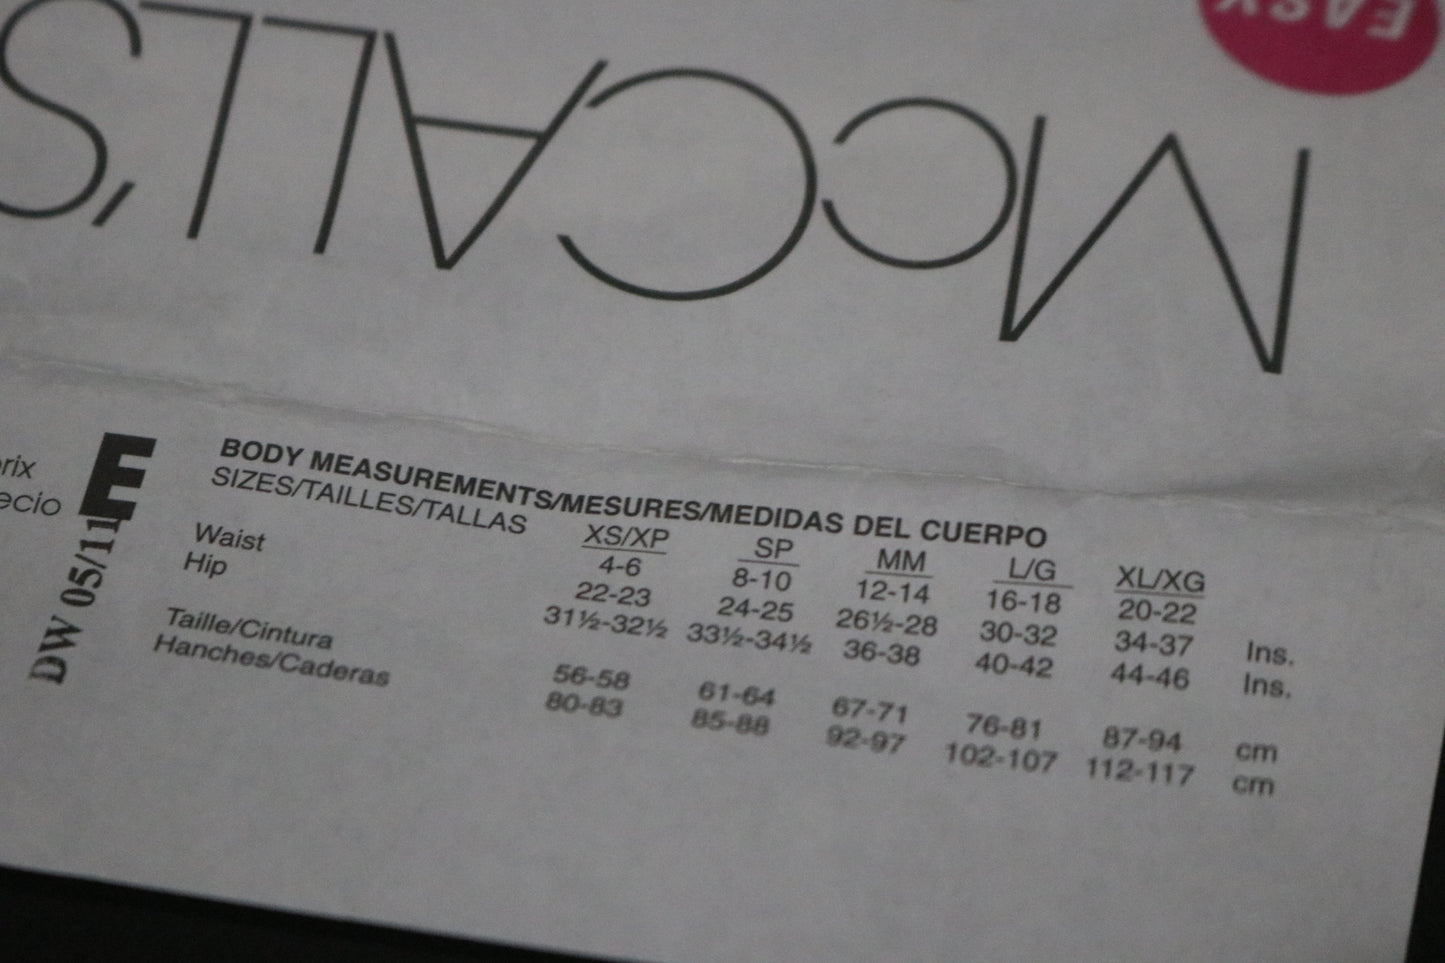 EASY
McCALL'S
rix
ecio
E
DW 05/11
BODY MEASUREMENTS/MESURES/MEDIDAS DEL CUERPO
SIZES/TAILLES/TALLAS XS/XP SP MM L/G XL/XG
4-6 8-10 12-14 16-18 20-22
Waist 22-23 24-25 26½-28 30-32 34-37 Ins.
Hip 31½-32½ 33½-34½ 36-38 40-42 44-46 Ins.
Taille/Cintura 56-58 61-64 67-71 76-81 87-94 cm
Hanches/Caderas 80-83 85-88 92-97 102-107 112-117 cm